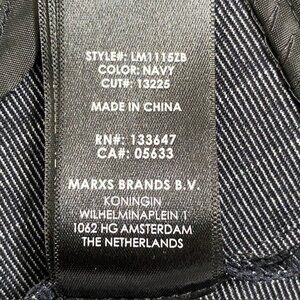 STYLE#: LM1115ZB
COLOR: NAVY
CUT#: 13225
MADE IN CHINA
RN#: 133647
CA#: 05633
MARXS BRANDS B.V.
KONINGIN
WILHELMINAPLEIN 1
1062 HG AMSTERDAM
THE NETHERLANDS